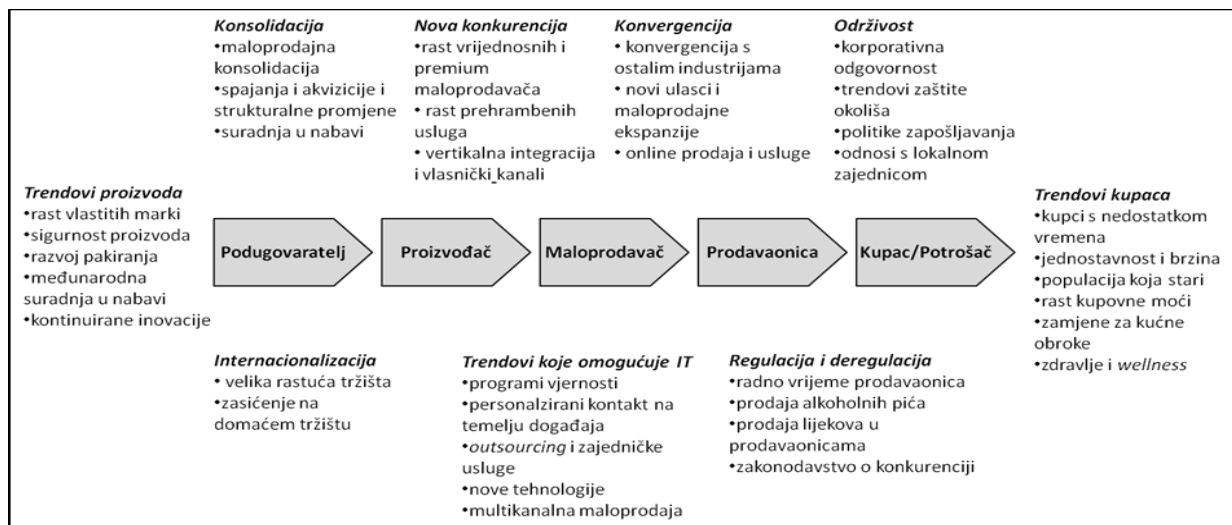 Konsolidacija
•maloprodajna
konsolidacija
•spajanja i akvizicije i
strukturalne promjene
•suradnja u nabavi
Nova konkurencija
•rast vrijednosnih i
premium
maloprodavača
• rast prehrambenih
usluga
• vertikalna integracija
i vlasnički_kanali
Konvergencija
• konvergencija s
ostalim industrijama
• novi ulasci i
maloprodajne
ekspanzije
• online prodaja i usluge
Održivost
•korporativna
odgovornost
•trendovi zaštite
okoliša
•politike zapošljavanja
•odnosi s lokalnom
zajednicom
Trendovi proizvoda
•rast vlastitih marki
•sigurnost proizvoda
•razvoj pakiranja
•međunarodna
suradnja u nabavi
•kontinuirane inovacije
Podugovaratelj
Proizvođač
Maloprodavač
Prodavaonica
Kupac/Potrošač
Trendovi kupaca
•kupci s nedostatkom
vremena
•jednostavnost i brzina
•populacija koja stari
•rast kupovne moći
•zamjene za kućne
obroke
•zdravlje i wellness
Internacionalizacija
• velika rastuća tržišta
•zasićenje na
domaćem tržištu
Trendovi koje omogućuje IT
•programi vjernosti
•personalzirani kontakt na
temelju događaja
•outsourcing i zajedničke
usluge
•nove tehnologije
•multikanalna maloprodaja
Regulacija i deregulacija
•radno vrijeme prodavaonica
•prodaja alkoholnih pića
•prodaja lijekova u
prodavaonicama
•zakonodavstvo o konkurenciji